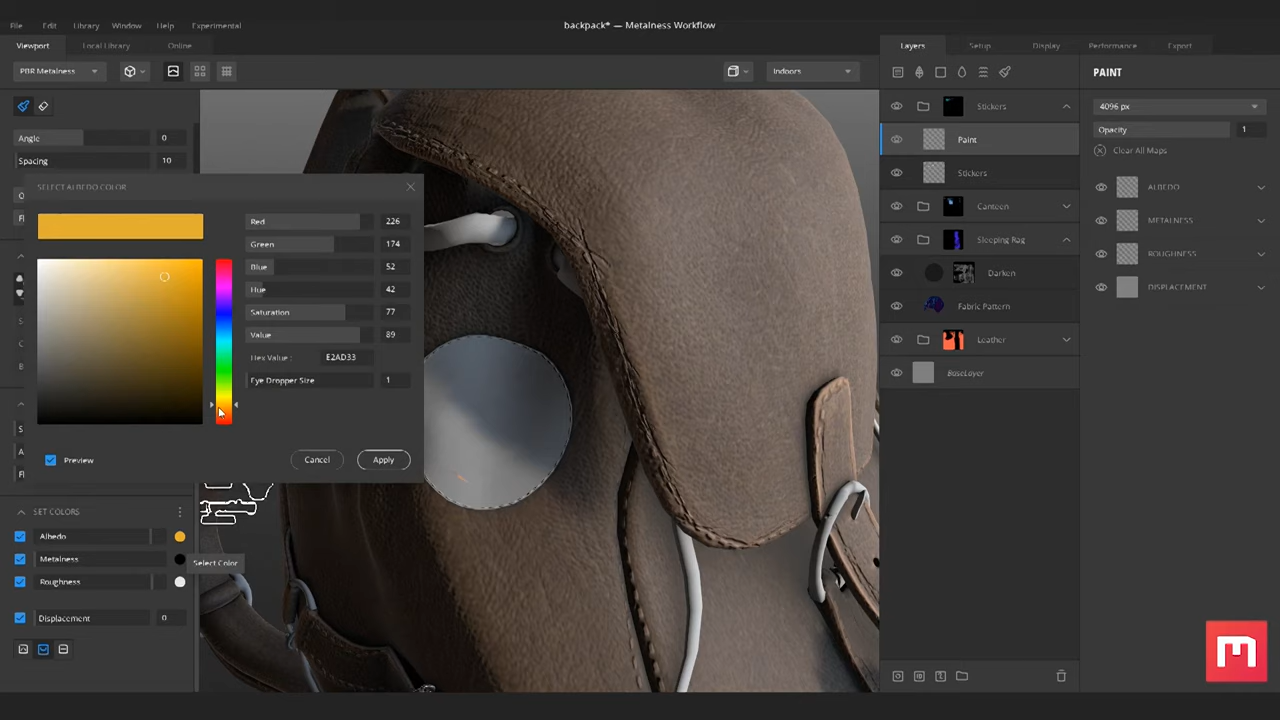 File Edit Library Window Help Experimental
backpack* — Metalness Workflow
Viewport Local Library Online
Layers Setup Display Performance Export
PBR Metalness
Indoors
PAINT
4096 px
Opacity 1
Clear All Maps
ALBEDO
METALNESS
ROUGHNESS
DISPLACEMENT
Stickers
Paint
Stickers
Canteen
Sleeping Rag
Darken
Fabric Pattern
Leather
BaseLayer
Angle 0
Spacing 10
SELECT ALBEDO COLOR
Red 226
Green 174
Blue 52
Hue 42
Saturation 77
Value 89
Hex Value : E2AD33
Eye Dropper Size 1
Preview
Cancel
Apply
SET COLORS
Albedo
Metalness
Select Color
Roughness
Displacement 0